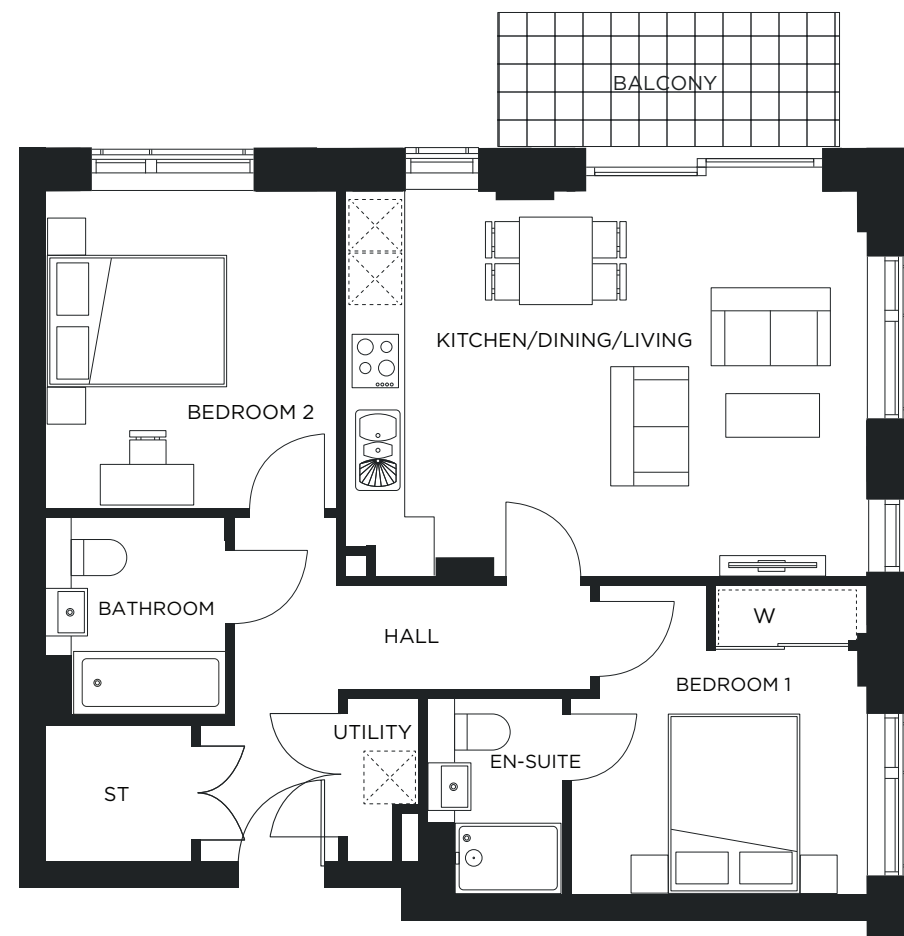 BALCONY
KITCHEN/DINING/LIVING
BEDROOM 2
BATHROOM
HALL
W
BEDROOM 1
UTILITY
EN-SUITE
ST